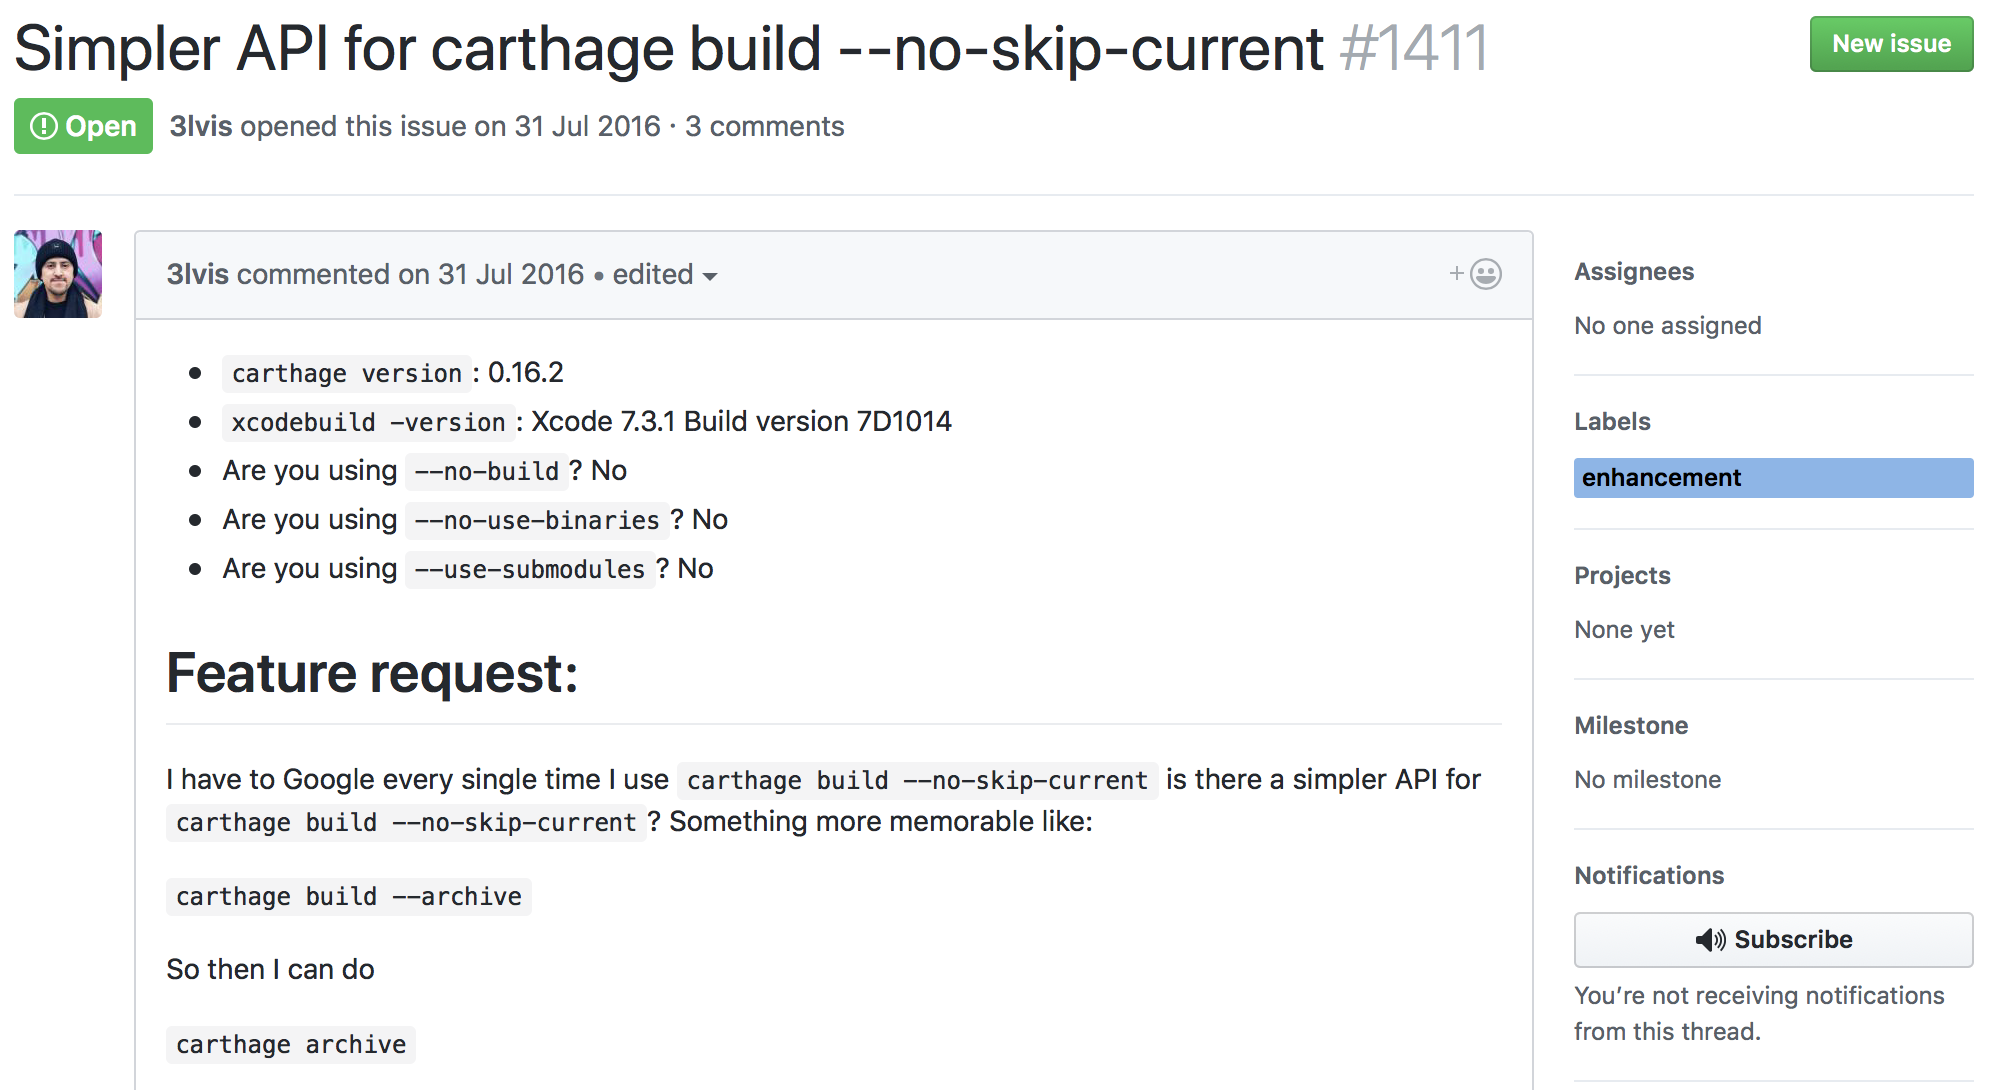 Simpler API for carthage build --no-skip-current #1411
New issue
Open 3lvis opened this issue on 31 Jul 2016 · 3 comments
3lvis commented on 31 Jul 2016 • edited
carthage version : 0.16.2
xcodebuild -version : Xcode 7.3.1 Build version 7D1014
Are you using --no-build ? No
Are you using --no-use-binaries ? No
Are you using --use-submodules ? No
Feature request:
I have to Google every single time I use carthage build --no-skip-current is there a simpler API for
carthage build --no-skip-current ? Something more memorable like:
carthage build --archive
So then I can do
carthage archive
Assignees
No one assigned
Labels
enhancement
Projects
None yet
Milestone
No milestone
Notifications
Subscribe
You’re not receiving notifications
from this thread.